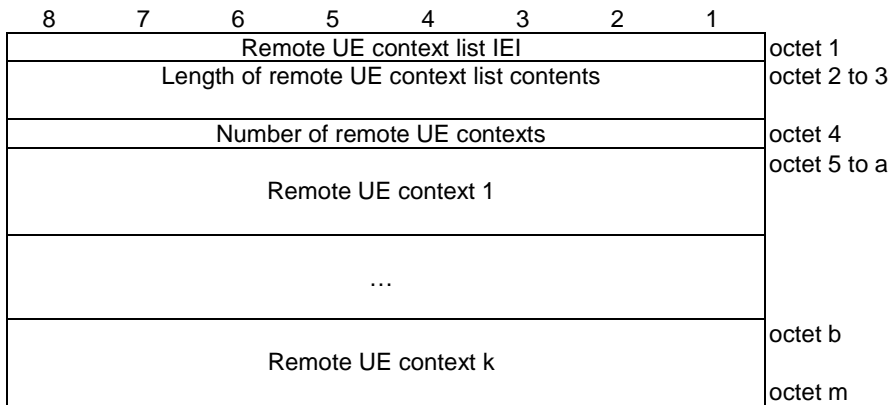 8 7 6 5 4 3 2 1
Remote UE context list IEI octet 1
Length of remote UE context list contents octet 2 to 3
Number of remote UE contexts octet 4
octet 5 to a
Remote UE context 1
…
octet b
Remote UE context k
octet m